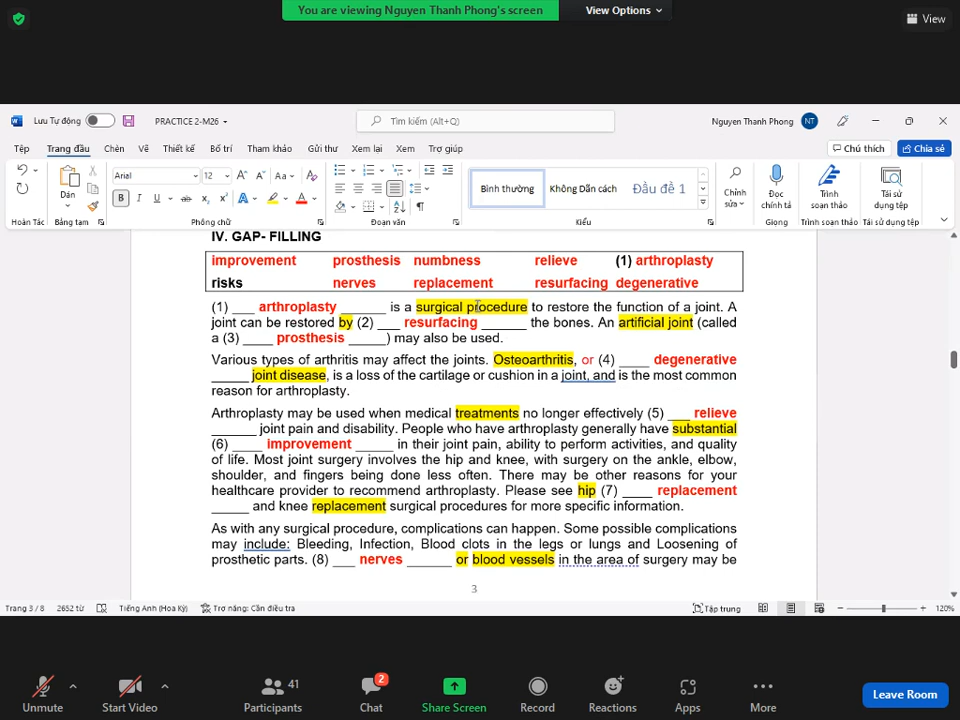 You are viewing Nguyen Thanh Phong's screen
View Options
View
Lưu Tự động
PRACTICE 2-M26
Tìm kiếm (Alt+Q)
Nguyen Thanh Phong
NT
Tệp Trang đầu Chèn Vẽ Thiết kế Bố trí Tham khảo Gửi thư Xem lại Xem Trợ giúp
Chú thích Chia sẻ
Dán
Arial 12
Bình thường Không Dãn cách Đầu đề 1
Chỉnh sửa
Đọc chính tả
Trình soạn thảo
Tái sử dụng tệp
Hoàn Tác Bảng tạm Phông chữ Đoạn văn Kiểu Giọng Trình soạn thảo Tái sử dụng tệp
IV. GAP- FILLING
improvement prosthesis numbness relieve (1) arthroplasty
risks nerves replacement resurfacing degenerative
(1) ___ arthroplasty ______ is a surgical procedure to restore the function of a joint. A
joint can be restored by (2) ___ resurfacing ______ the bones. An artificial joint (called
a (3) ____ prosthesis _____) may also be used.
Various types of arthritis may affect the joints. Osteoarthritis, or (4) ____ degenerative
_____ joint disease, is a loss of the cartilage or cushion in a joint, and is the most common
reason for arthroplasty.
Arthroplasty may be used when medical treatments no longer effectively (5) ___ relieve
______ joint pain and disability. People who have arthroplasty generally have substantial
(6) ____ improvement _____ in their joint pain, ability to perform activities, and quality
of life. Most joint surgery involves the hip and knee, with surgery on the ankle, elbow,
shoulder, and fingers being done less often. There may be other reasons for your
healthcare provider to recommend arthroplasty. Please see hip (7) ____ replacement
_____ and knee replacement surgical procedures for more specific information.
As with any surgical procedure, complications can happen. Some possible complications
may include: Bleeding, Infection, Blood clots in the legs or lungs and Loosening of
prosthetic parts. (8) ___ nerves ______ or blood vessels in the area of surgery may be
3
Trang 3 / 8 2652 từ Tiếng Anh (Hoa Kỳ) Trợ năng: Cần điều tra Tập trung 120%
Unmute
Start Video
41
Participants
2
Chat
Share Screen
Record
Reactions
Apps
More
Leave Room